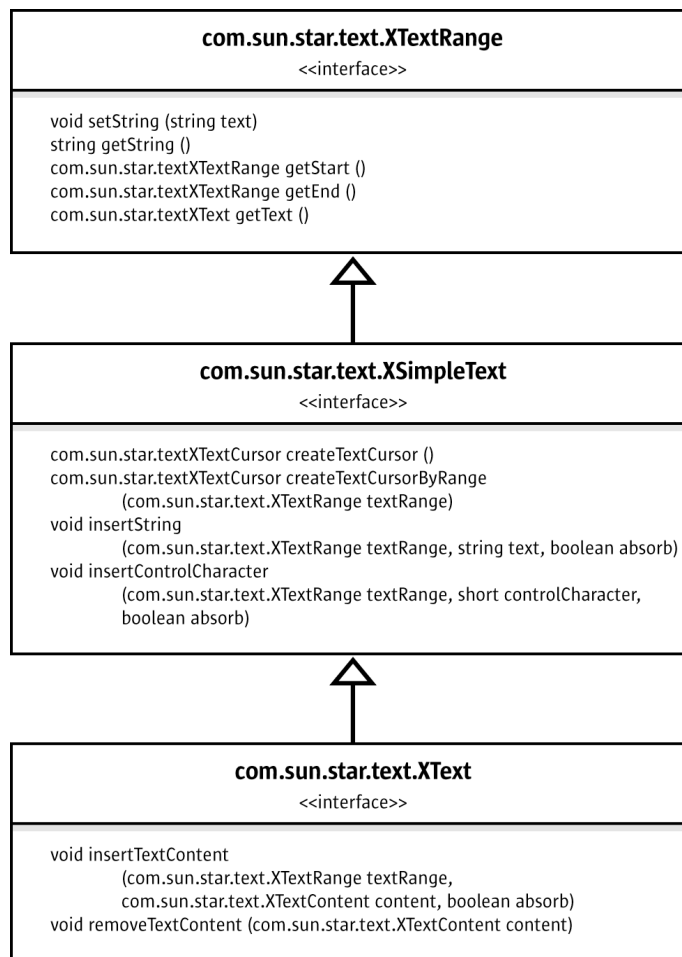 com.sun.star.text.XTextRange
<<interface>>
void setString (string text)
string getString ()
com.sun.star.textXTextRange getStart ()
com.sun.star.textXTextRange getEnd ()
com.sun.star.textXText getText ()
com.sun.star.text.XSimpleText
<<interface>>
com.sun.star.textXTextCursor createTextCursor ()
com.sun.star.textXTextCursor createTextCursorByRange
(com.sun.star.text.XTextRange textRange)
void insertString
(com.sun.star.text.XTextRange textRange, string text, boolean absorb)
void insertControlCharacter
(com.sun.star.text.XTextRange textRange, short controlCharacter,
boolean absorb)
com.sun.star.text.XText
<<interface>>
void insertTextContent
(com.sun.star.text.XTextRange textRange,
com.sun.star.text.XTextContent content, boolean absorb)
void removeTextContent (com.sun.star.text.XTextContent content)